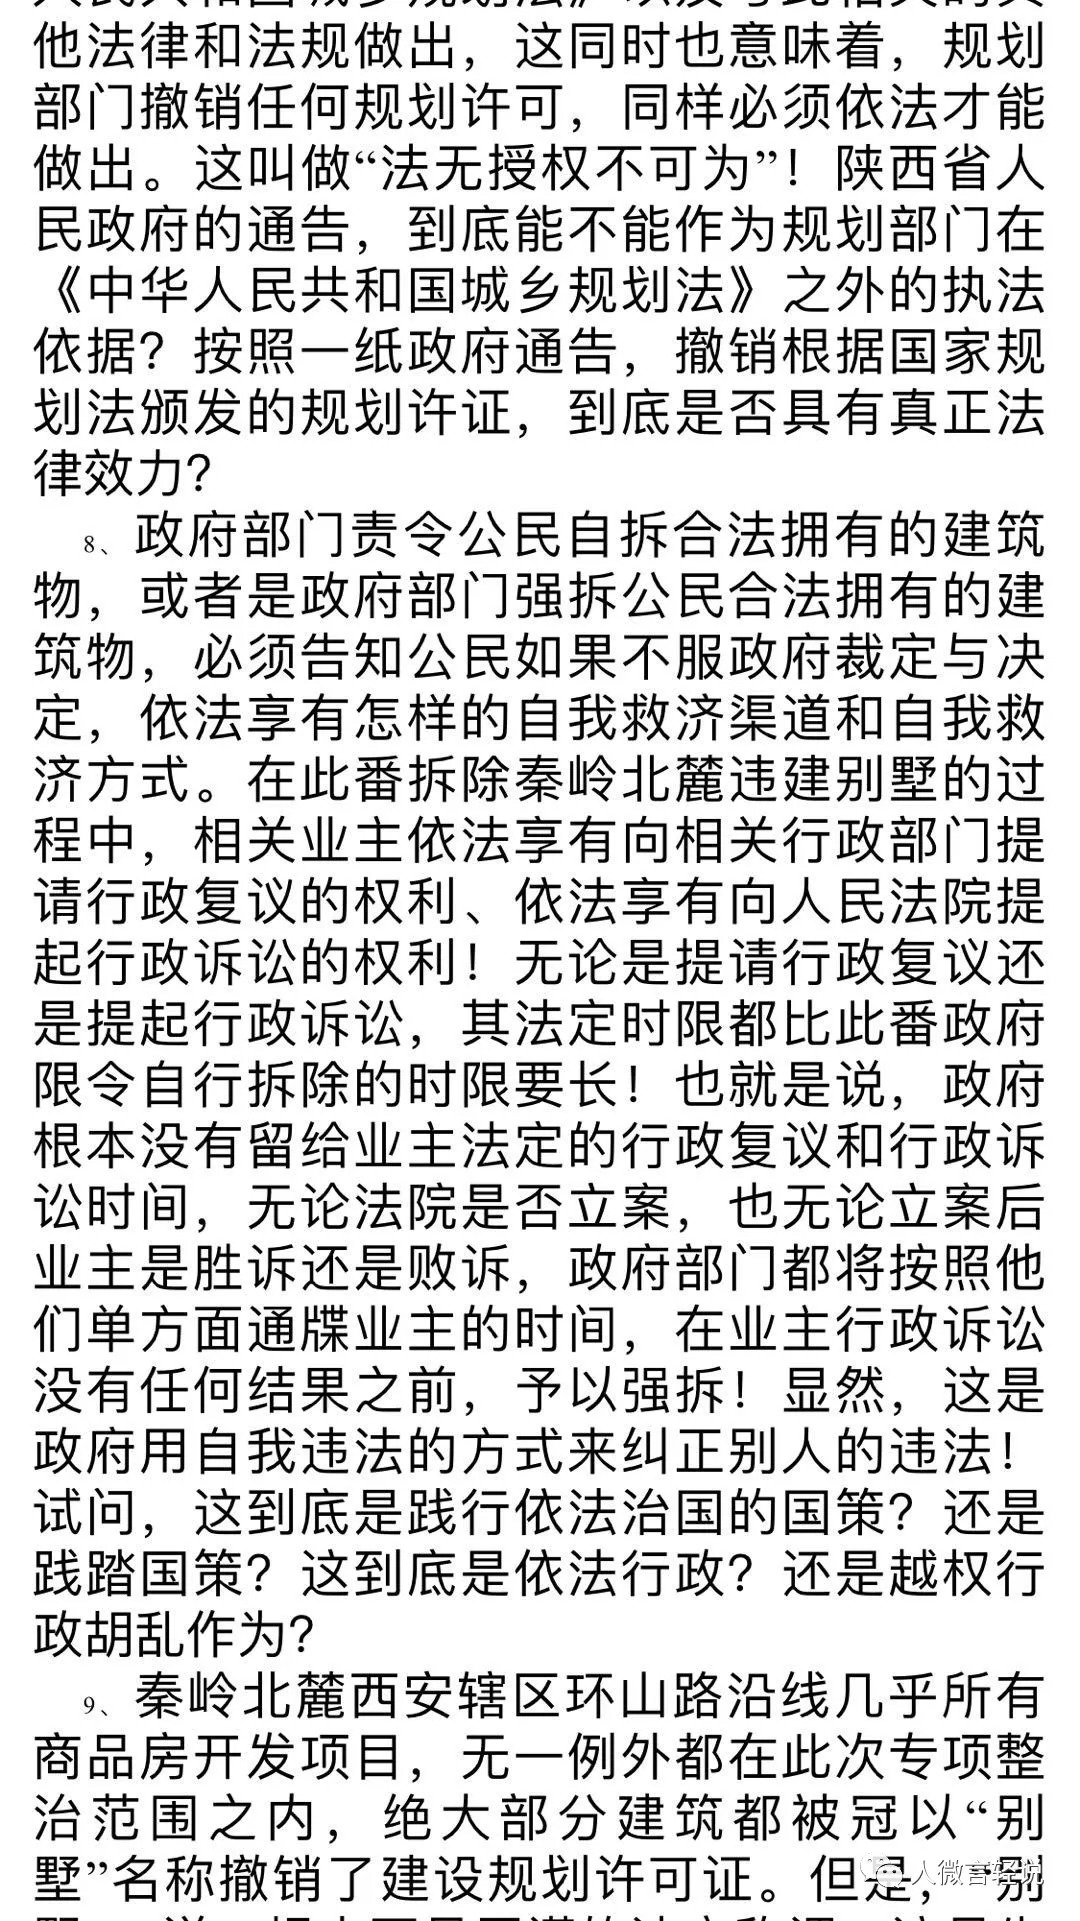 他法律和法规做出，这同时也意味着，规划
部门撤销任何规划许可，同样必须依法才能
做出。这叫做“法无授权不可为”！陕西省人
民政府的通告，到底能不能作为规划部门在
《中华人民共和国城乡规划法》之外的执法
依据？按照一纸政府通告，撤销根据国家规
划法颁发的规划许证，到底是否具有真正法
律效力？
8、政府部门责令公民自拆合法拥有的建筑
物，或者是政府部门强拆公民合法拥有的建
筑物，必须告知公民如果不服政府裁定与决
定，依法享有怎样的自我救济渠道和自我救
济方式。在此番拆除秦岭北麓违建别墅的过
程中，相关业主依法享有向相关行政部门提
请行政复议的权利、依法享有向人民法院提
起行政诉讼的权利！无论是提请行政复议还
是提起行政诉讼，其法定时限都比此番政府
限令自行拆除的时限要长！也就是说，政府
根本没有留给业主法定的行政复议和行政诉
讼时间，无论法院是否立案，也无论立案后
业主是胜诉还是败诉，政府部门都将按照他
们单方面通牒业主的时间，在业主行政诉讼
没有任何结果之前，予以强拆！显然，这是
政府用自我违法的方式来纠正别人的违法！
试问，这到底是践行依法治国的国策？还是
践踏国策？这到底是依法行政？还是越权行
政胡乱作为？
9、秦岭北麓西安辖区环山路沿线几乎所有
商品房开发项目，无一例外都在此次专项整
治范围之内，绝大部分建筑都被冠以“别
墅”名称撤销了建设规划许可证。但是，“别
人微言轻说